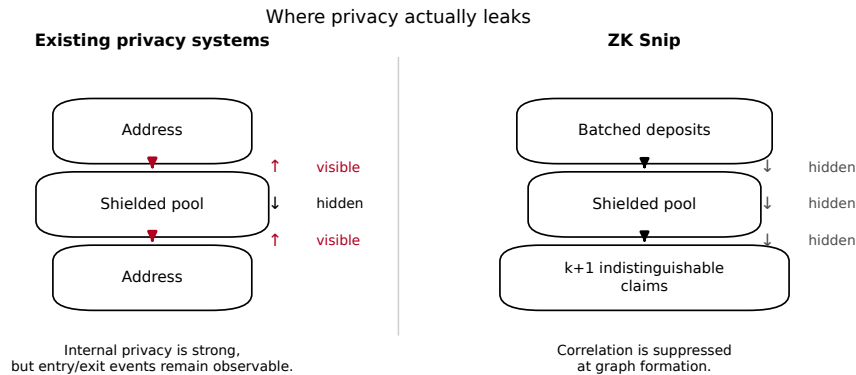 Where privacy actually leaks
Existing privacy systems
Address
↑ visible
Shielded pool
↓ hidden
↑ visible
Address
Internal privacy is strong,
but entry/exit events remain observable.
ZK Snip
Batched deposits
↓ hidden
Shielded pool
↓ hidden
↓ hidden
k+1 indistinguishable
claims
Correlation is suppressed
at graph formation.